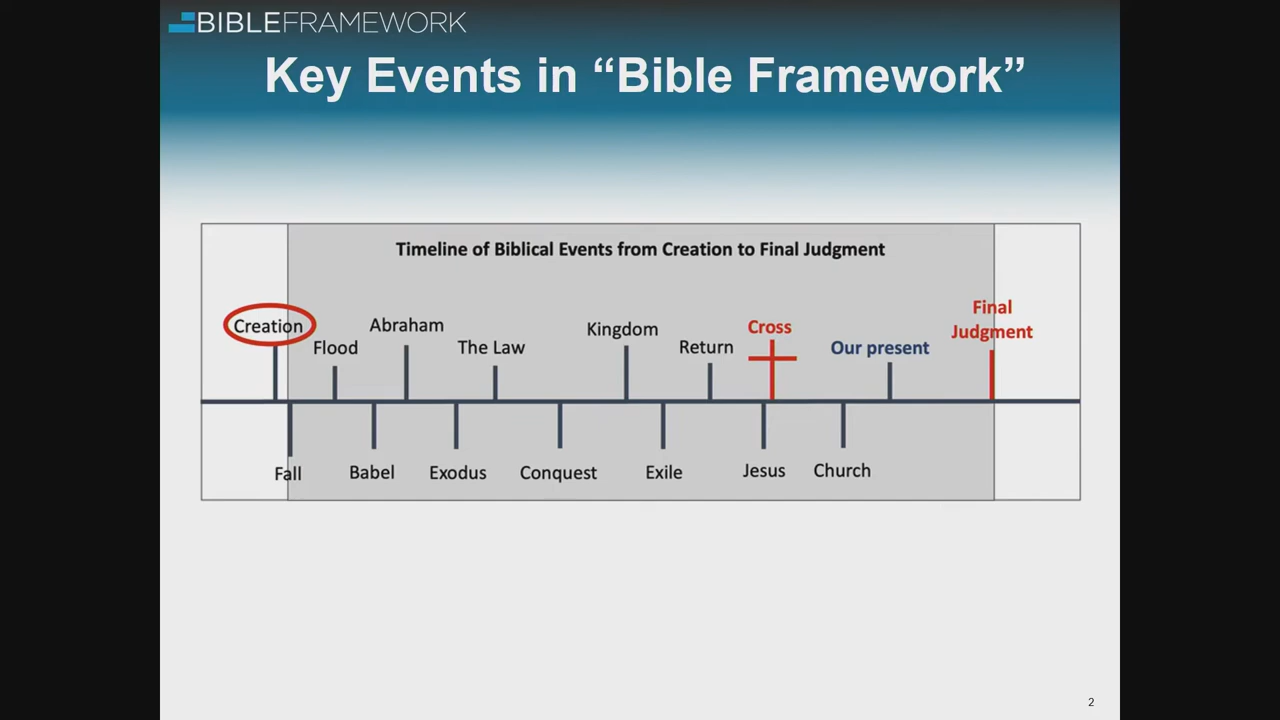 BIBLEFRAMEWORK
Key Events in “Bible Framework”
Timeline of Biblical Events from Creation to Final Judgment
Creation
Flood
Abraham
The Law
Kingdom
Return
Cross
Our present
Final
Judgment
Fall
Babel
Exodus
Conquest
Exile
Jesus
Church
2